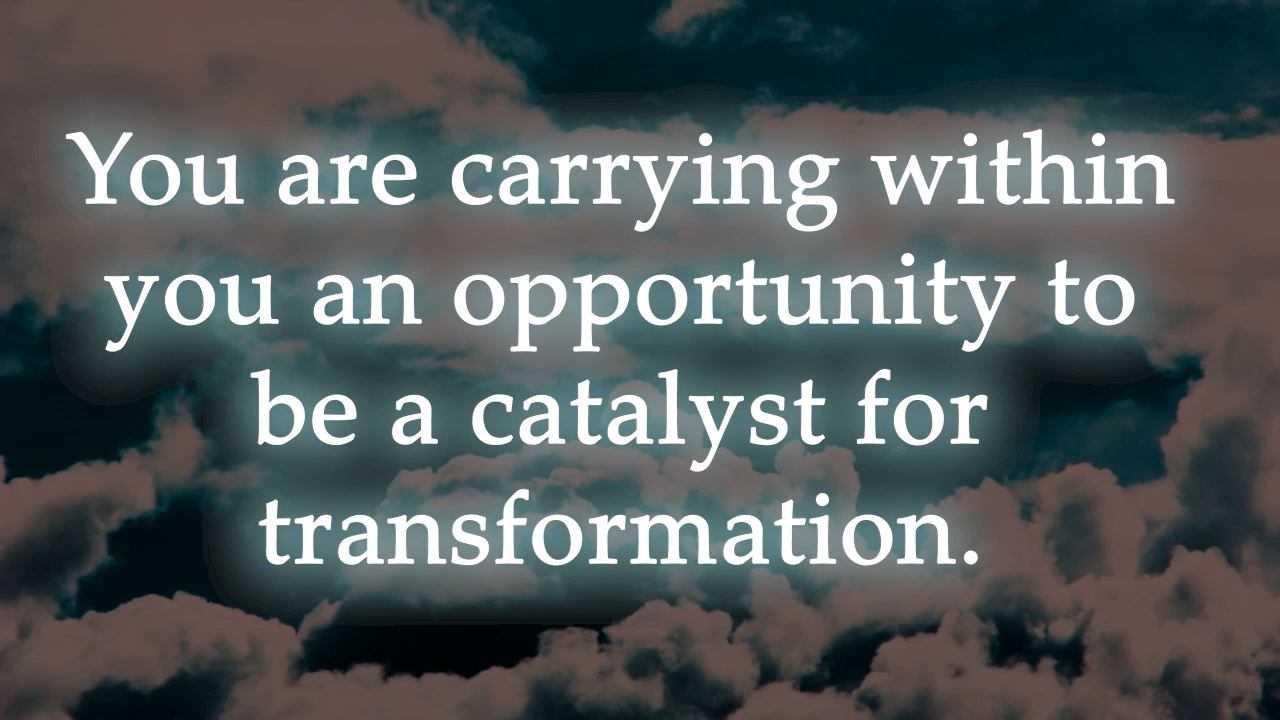 You are carrying within
you an opportunity to
be a catalyst for
transformation.